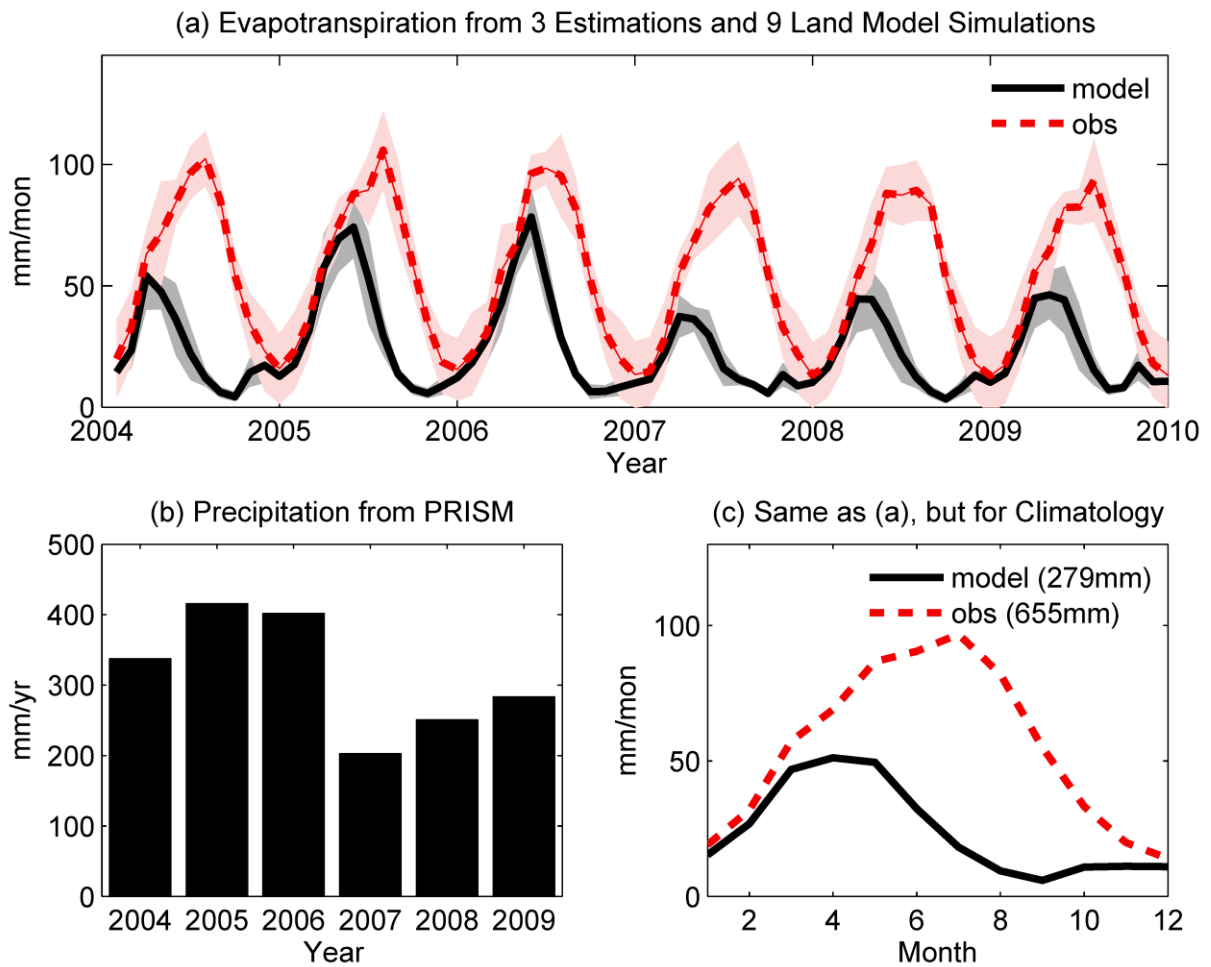 (a) Evapotranspiration from 3 Estimations and 9 Land Model Simulations
model
obs
100
50
0
mm/mon
2004 2005 2006 2007 2008 2009 2010
Year
(b) Precipitation from PRISM
500
400
300
200
100
0
mm/yr
2004 2005 2006 2007 2008 2009
Year
(c) Same as (a), but for Climatology
model (279mm)
obs (655mm)
100
50
0
mm/mon
2 4 6 8 10 12
Month